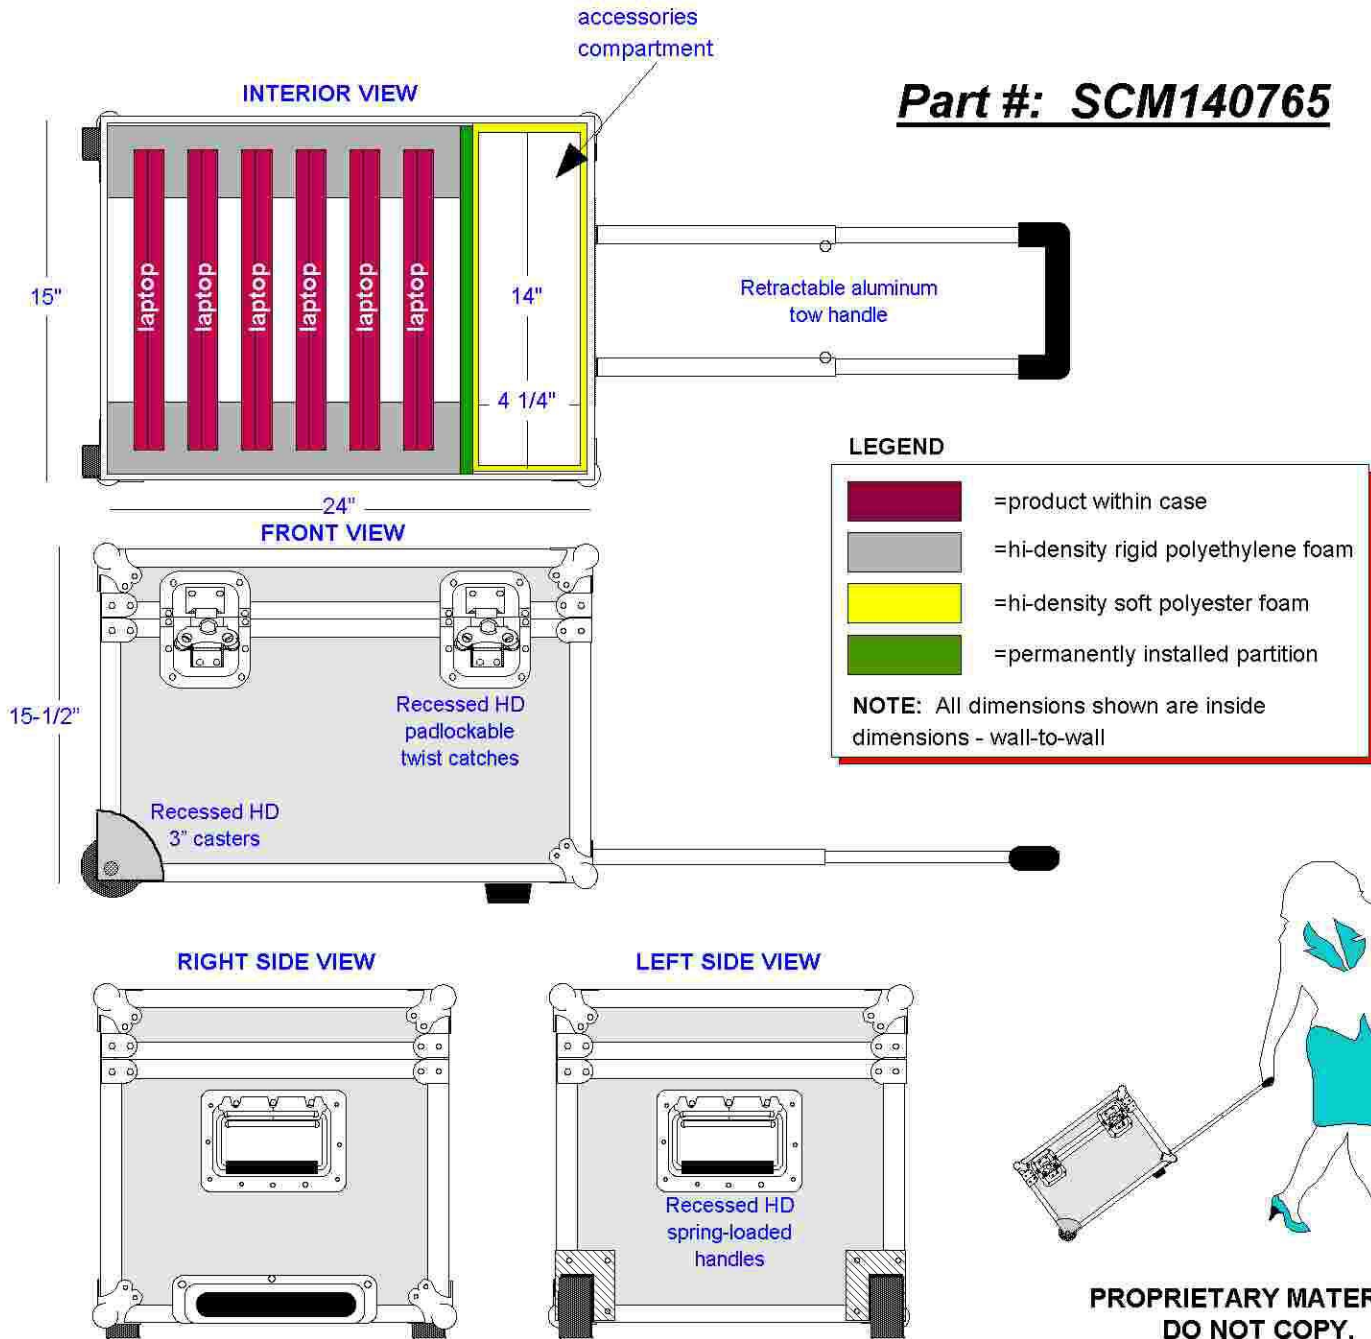 accessories
compartment
INTERIOR VIEW
Part #: SCM140765
15"
laptop
laptop
laptop
laptop
laptop
laptop
14"
4 1/4"
Retractable aluminum
tow handle
24"
LEGEND
=product within case
=hi-density rigid polyethylene foam
=hi-density soft polyester foam
=permanently installed partition
NOTE: All dimensions shown are inside
dimensions - wall-to-wall
FRONT VIEW
15-1/2"
Recessed HD
padlockable
twist catches
Recessed HD
3" casters
RIGHT SIDE VIEW
LEFT SIDE VIEW
Recessed HD
spring-loaded
handles
PROPRIETARY MATER
DO NOT COPY.